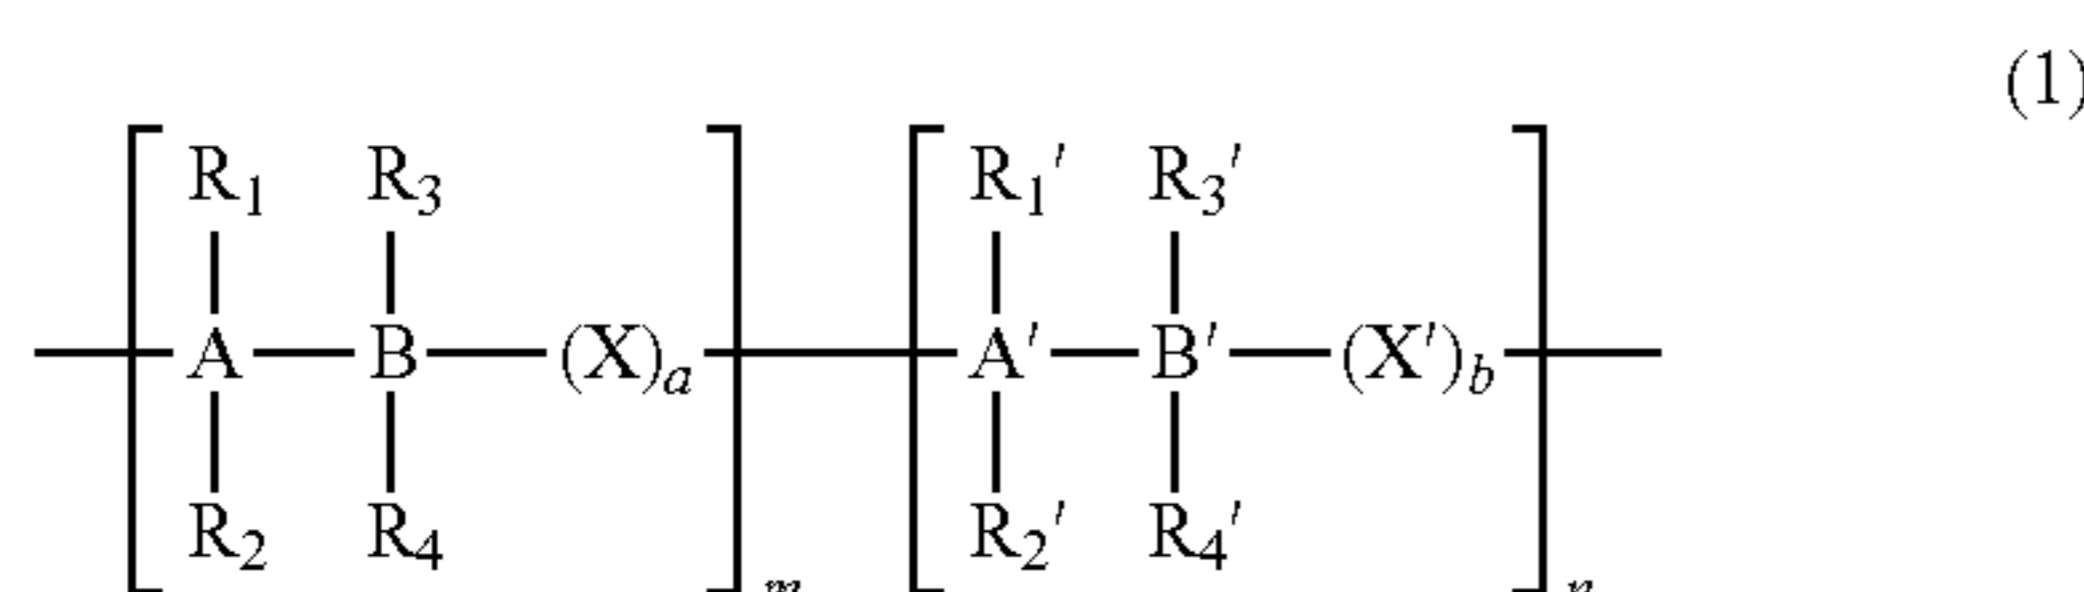 (1)
R₁ R₃ R₁′ R₃′
A B (X)ₐ A′ B′ (X′)b
R₂ R₄ R₂′ R₄′
m n